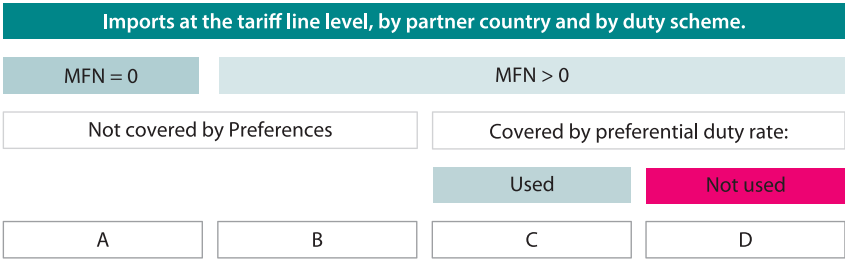 Imports at the tariff line level, by partner country and by duty scheme.
MFN = 0
MFN > 0
Not covered by Preferences
Covered by preferential duty rate:
Used
Not used
A
B
C
D